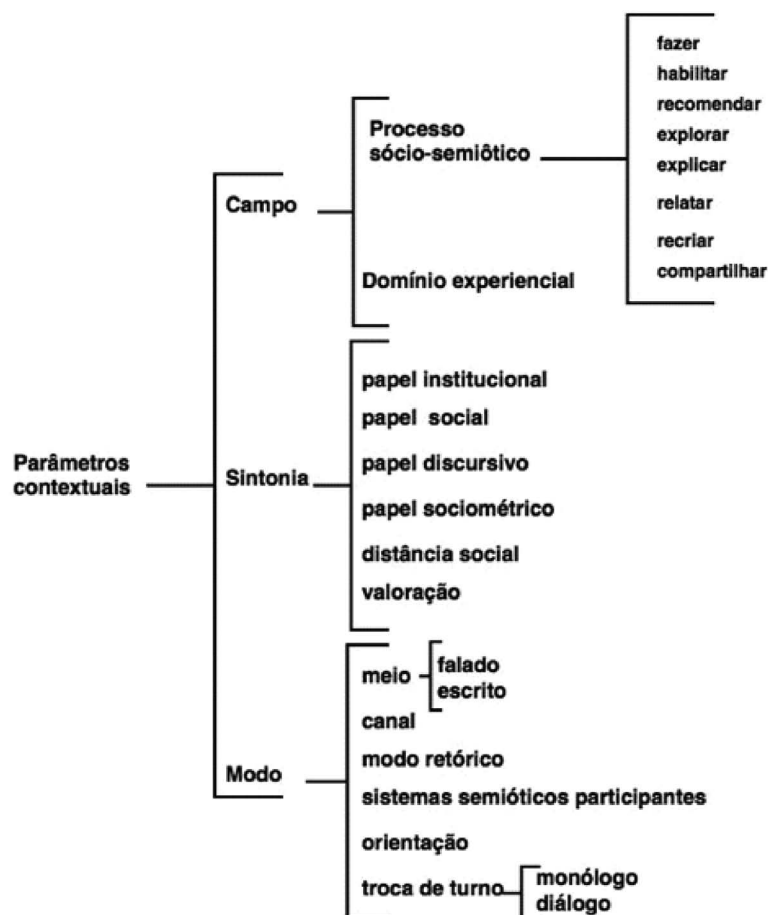 fazer
habilitar
recomendar
explorar
explicar
relatar
recriar
compartilhar
Processo
sócio-semiôtico
Campo
Domínio experiencial
papel institucional
papel social
papel discursivo
papel sociométrico
distância social
valoração
Parâmetros
contextuais
Sintonia
meio
falado
escrito
canal
modo retórico
Modo
sistemas semióticos participantes
orientação
troca de turno
monólogo
diálogo